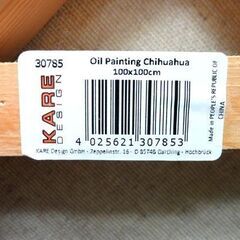 30785
Oil Painting Chihuahua
100x100cm
KARE
DESIGN
4 025621 307853
KARE Design GmbH - Zeppelinstr. 16 - D 85748 Garching - Hochbrück
Made in PEOPLE'S REPUBLIC OF
CHINA